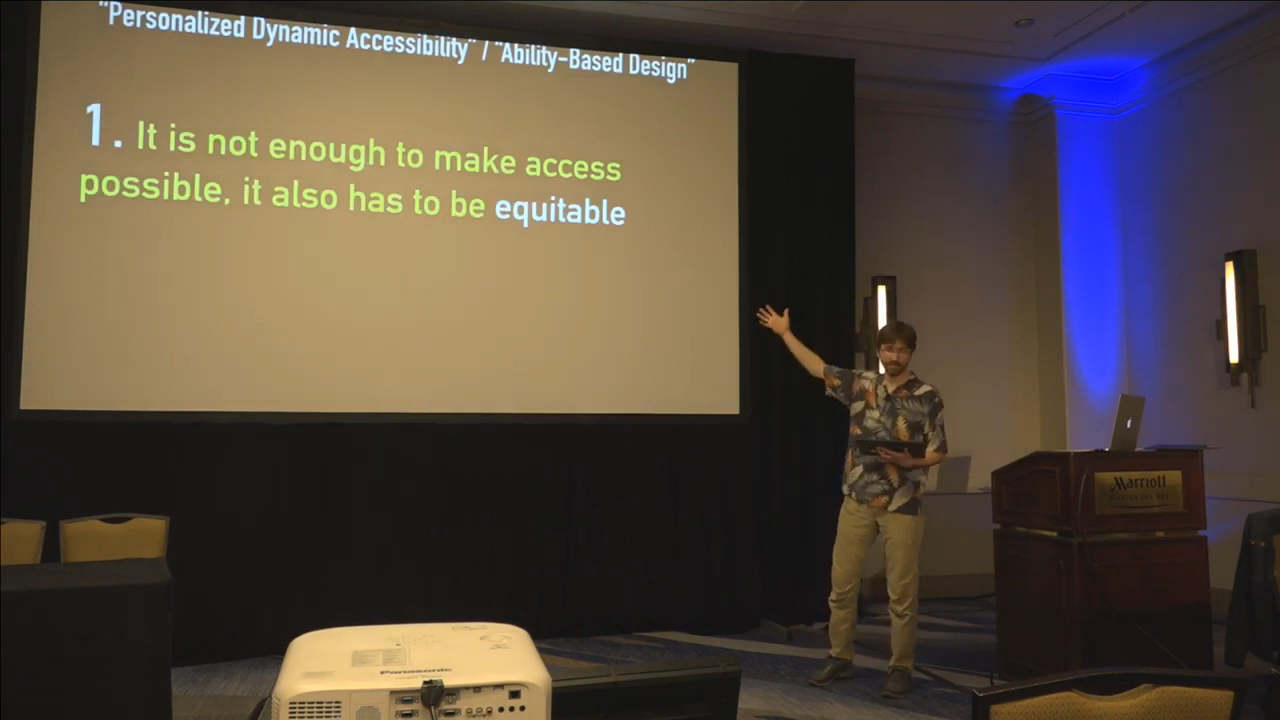 "Personalized Dynamic Accessibility" / "Ability-Based Design"
1. It is not enough to make access
possible, it also has to be equitable
Marriott
Panasonic